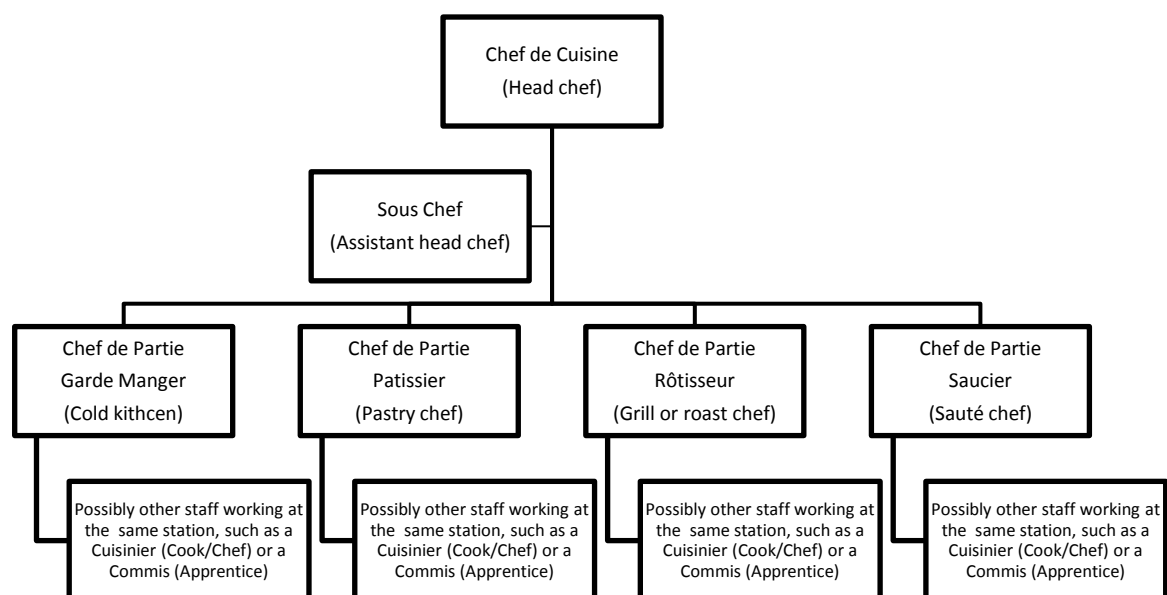 Chef de Cuisine
(Head chef)
Sous Chef
(Assistant head chef)
Chef de Partie
Garde Manger
(Cold kithcen)
Chef de Partie
Patissier
(Pastry chef)
Chef de Partie
Rôtisseur
(Grill or roast chef)
Chef de Partie
Saucier
(Sauté chef)
Possibly other staff working at
the same station, such as a
Cuisinier (Cook/Chef) or a
Commis (Apprentice)
Possibly other staff working at
the same station, such as a
Cuisinier (Cook/Chef) or a
Commis (Apprentice)
Possibly other staff working at
the same station, such as a
Cuisinier (Cook/Chef) or a
Commis (Apprentice)
Possibly other staff working at
the same station, such as a
Cuisinier (Cook/Chef) or a
Commis (Apprentice)